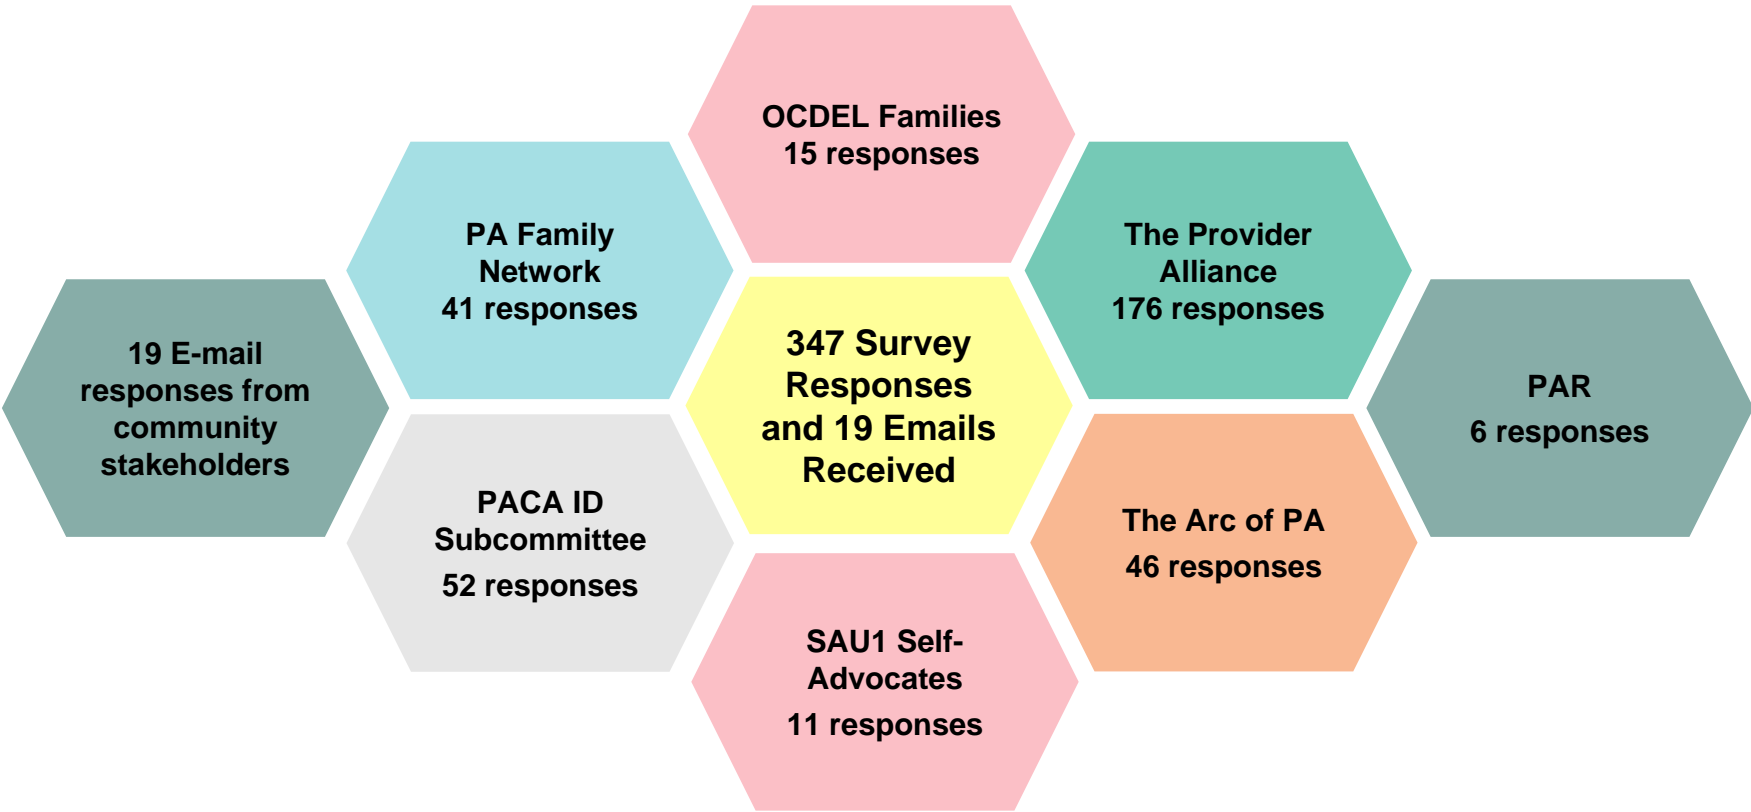 OCDEL Families
15 responses
PA Family
Network
41 responses
The Provider
Alliance
176 responses
19 E-mail
responses from
community
stakeholders
347 Survey
Responses
and 19 Emails
Received
PAR
6 responses
PACA ID
Subcommittee
52 responses
The Arc of PA
46 responses
SAU1 Self-
Advocates
11 responses